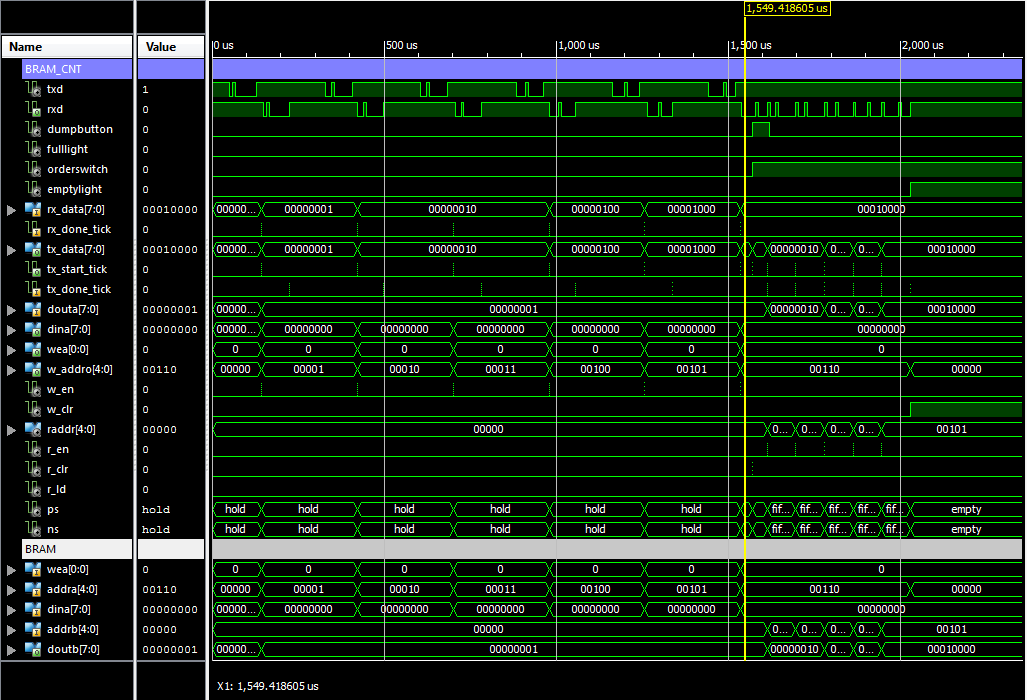 1,549.418605 us
Name Value 0 us 500 us 1,000 us 1,500 us 2,000 us
BRAM_CNT
txd 1
rxd 0
dumpbutton 0
fulllight 0
orderswitch 0
emptylight 0
rx_data[7:0] 00010000 00000... 00000001 00000010 00000100 00001000 00010000
rx_done_tick 0
tx_data[7:0] 00010000 00000... 00000001 00000010 00000100 00001000 00000010 0... 0... 00010000
tx_start_tick 0
tx_done_tick 0
douta[7:0] 00000001 00000... 00000001 00000010 0... 0... 00010000
dina[7:0] 00000000 00000... 00000000 00000000 00000000 00000000 00000000 00000000
wea[0:0] 0 0 0 0 0 0 0 0
w_addro[4:0] 00110 00000 00001 00010 00011 00100 00101 00110 00000
w_en 0
w_clr 0
raddr[4:0] 00000 00000 0... 0... 0... 0... 00101
r_en 0
r_clr 0
r_ld 0
ps hold hold hold hold hold hold hold fif... fif... fif... fif... fif... empty
ns hold hold hold hold hold hold hold fif... fif... fif... fif... fif... empty
BRAM
wea[0:0] 0 0 0 0 0 0 0 0
addra[4:0] 00110 00000 00001 00010 00011 00100 00101 00110 00000
dina[7:0] 00000000 00000... 00000000 00000000 00000000 00000000 00000000 00000000
addrb[4:0] 00000 00000 0... 0... 0... 0... 00101
doutb[7:0] 00000001 00000... 00000001 00000010 0... 0... 00010000
X1: 1,549.418605 us